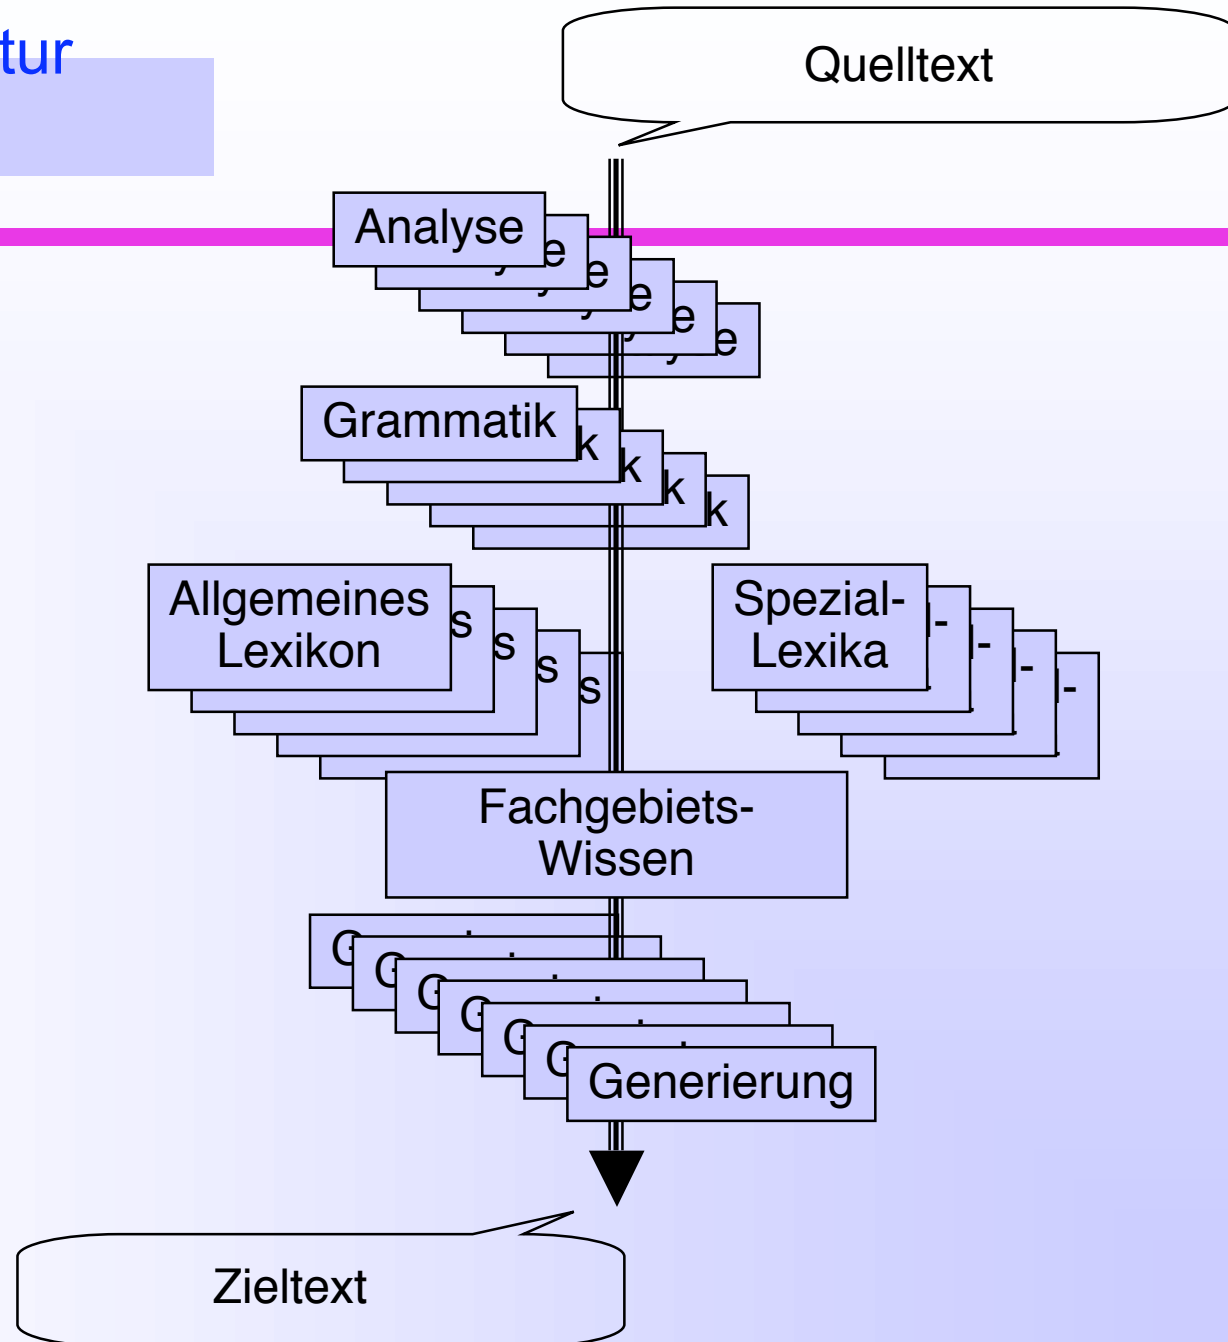 tur
Quelltext
Analyse
e
e
e
e
e
Grammatik
k
k
k
k
Allgemeines
Lexikon
s
s
s
s
Spezial-
Lexika
-
-
-
-
Fachgebiets-
Wissen
G
G
G
G
G
G
Generierung
Zieltext